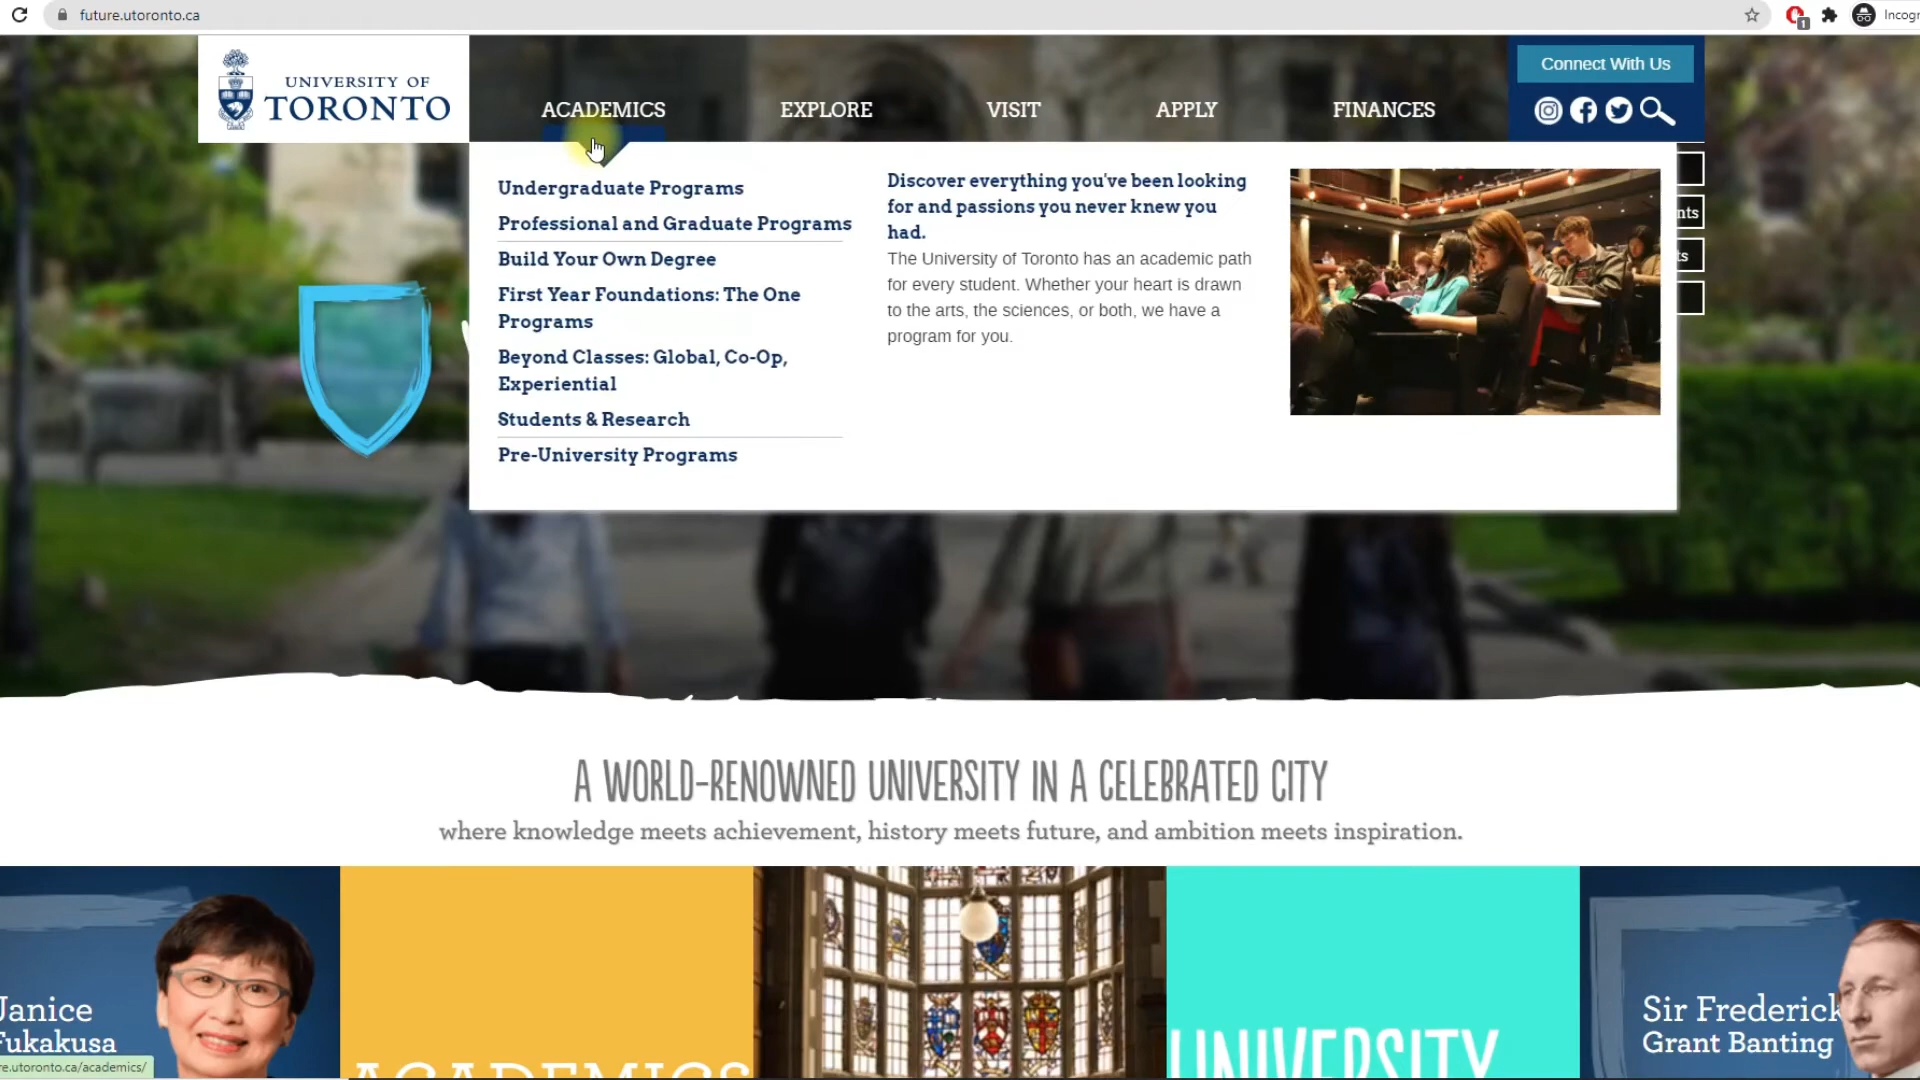 future.utoronto.ca
Incogn
UNIVERSITY OF
TORONTO
ACADEMICS
EXPLORE
VISIT
APPLY
FINANCES
Connect With Us
1
Undergraduate Programs
Professional and Graduate Programs
Build Your Own Degree
First Year Foundations: The One
Programs
Beyond Classes: Global, Co-Op,
Experiential
Students & Research
Pre-University Programs
Discover everything you've been looking
for and passions you never knew you
had.
The University of Toronto has an academic path
for every student. Whether your heart is drawn
to the arts, the sciences, or both, we have a
program for you.
nts
ts
A WORLD-RENOWNED UNIVERSITY IN A CELEBRATED CITY
where knowledge meets achievement, history meets future, and ambition meets inspiration.
Janice
Fukakusa
ACADEMICS
UNIVERSITY
Sir Frederick
Grant Banting
re.utoronto.ca/academics/